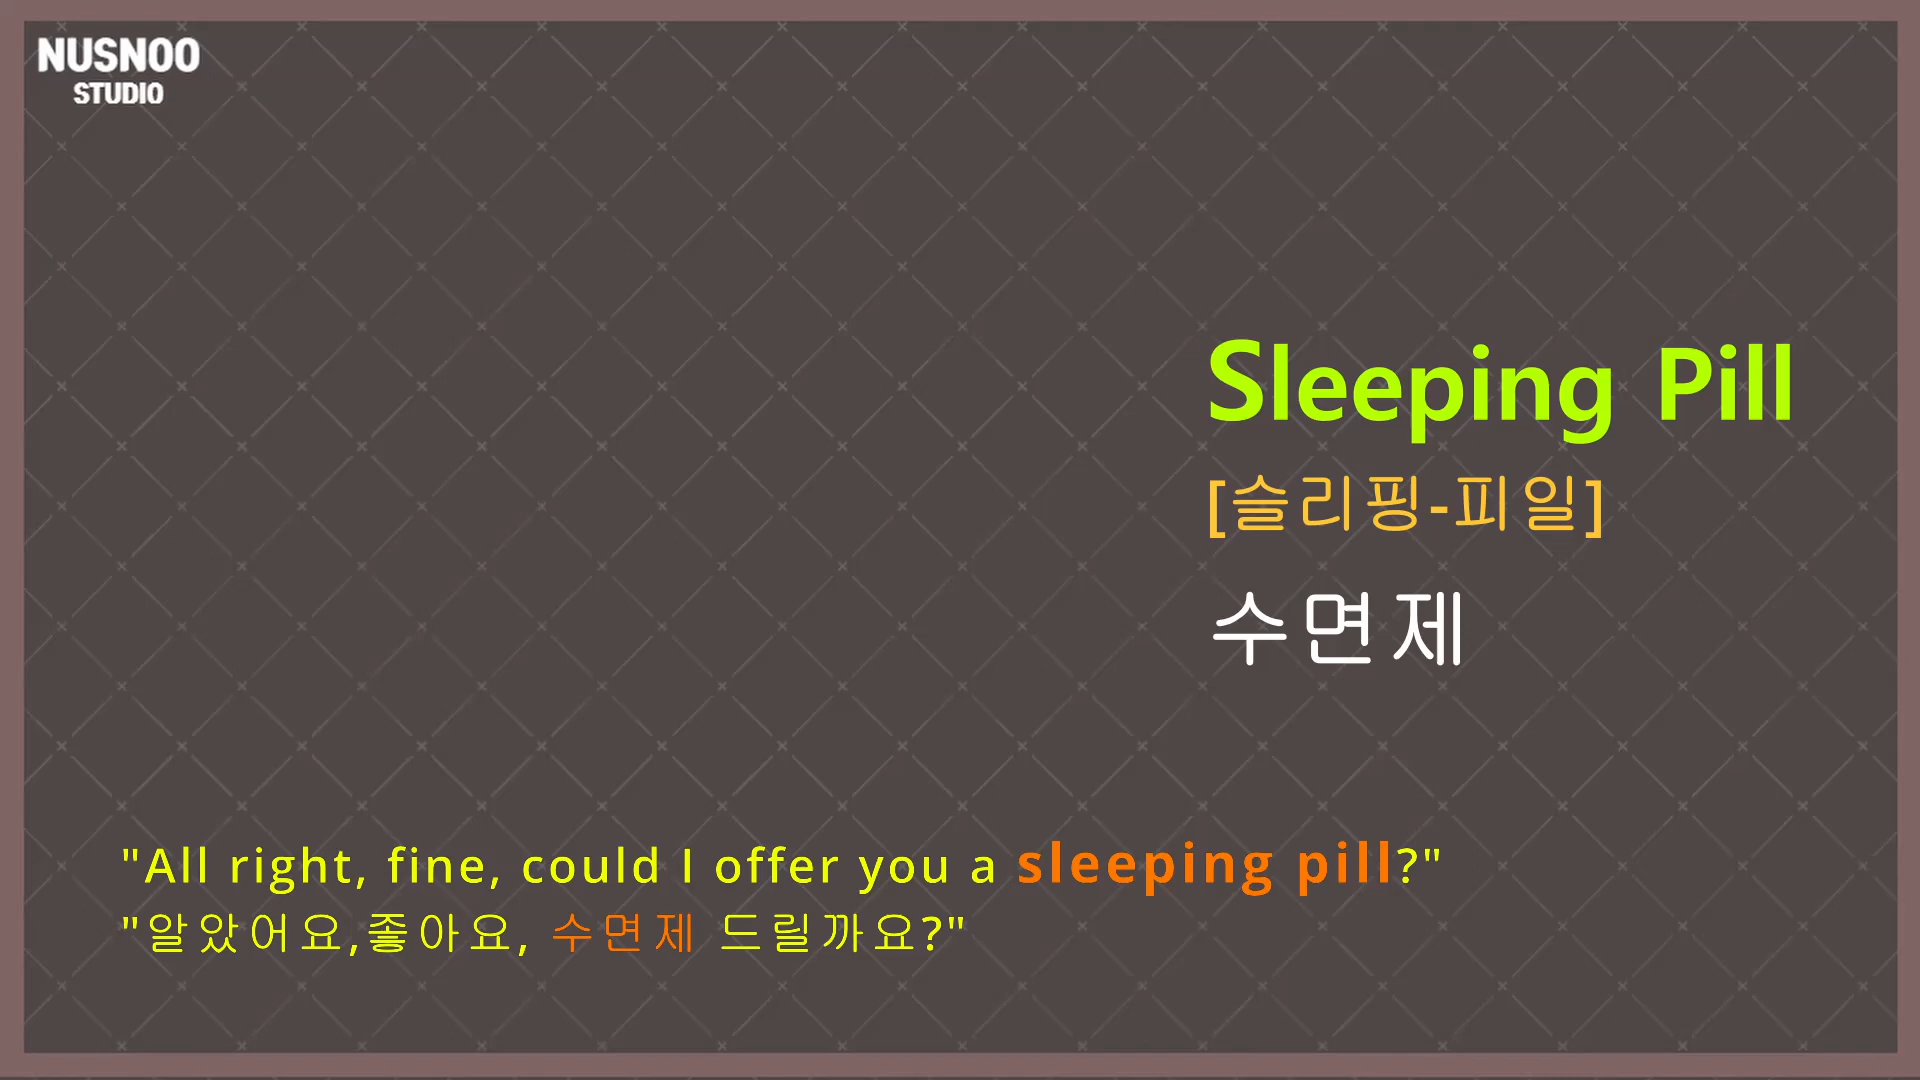 NUSNOO
STUDIO
Sleeping Pill
[슬리핑-피일]
수면제
"All right, fine, could I offer you a sleeping pill?"
"알았어요,좋아요, 수면제 드릴까요?"